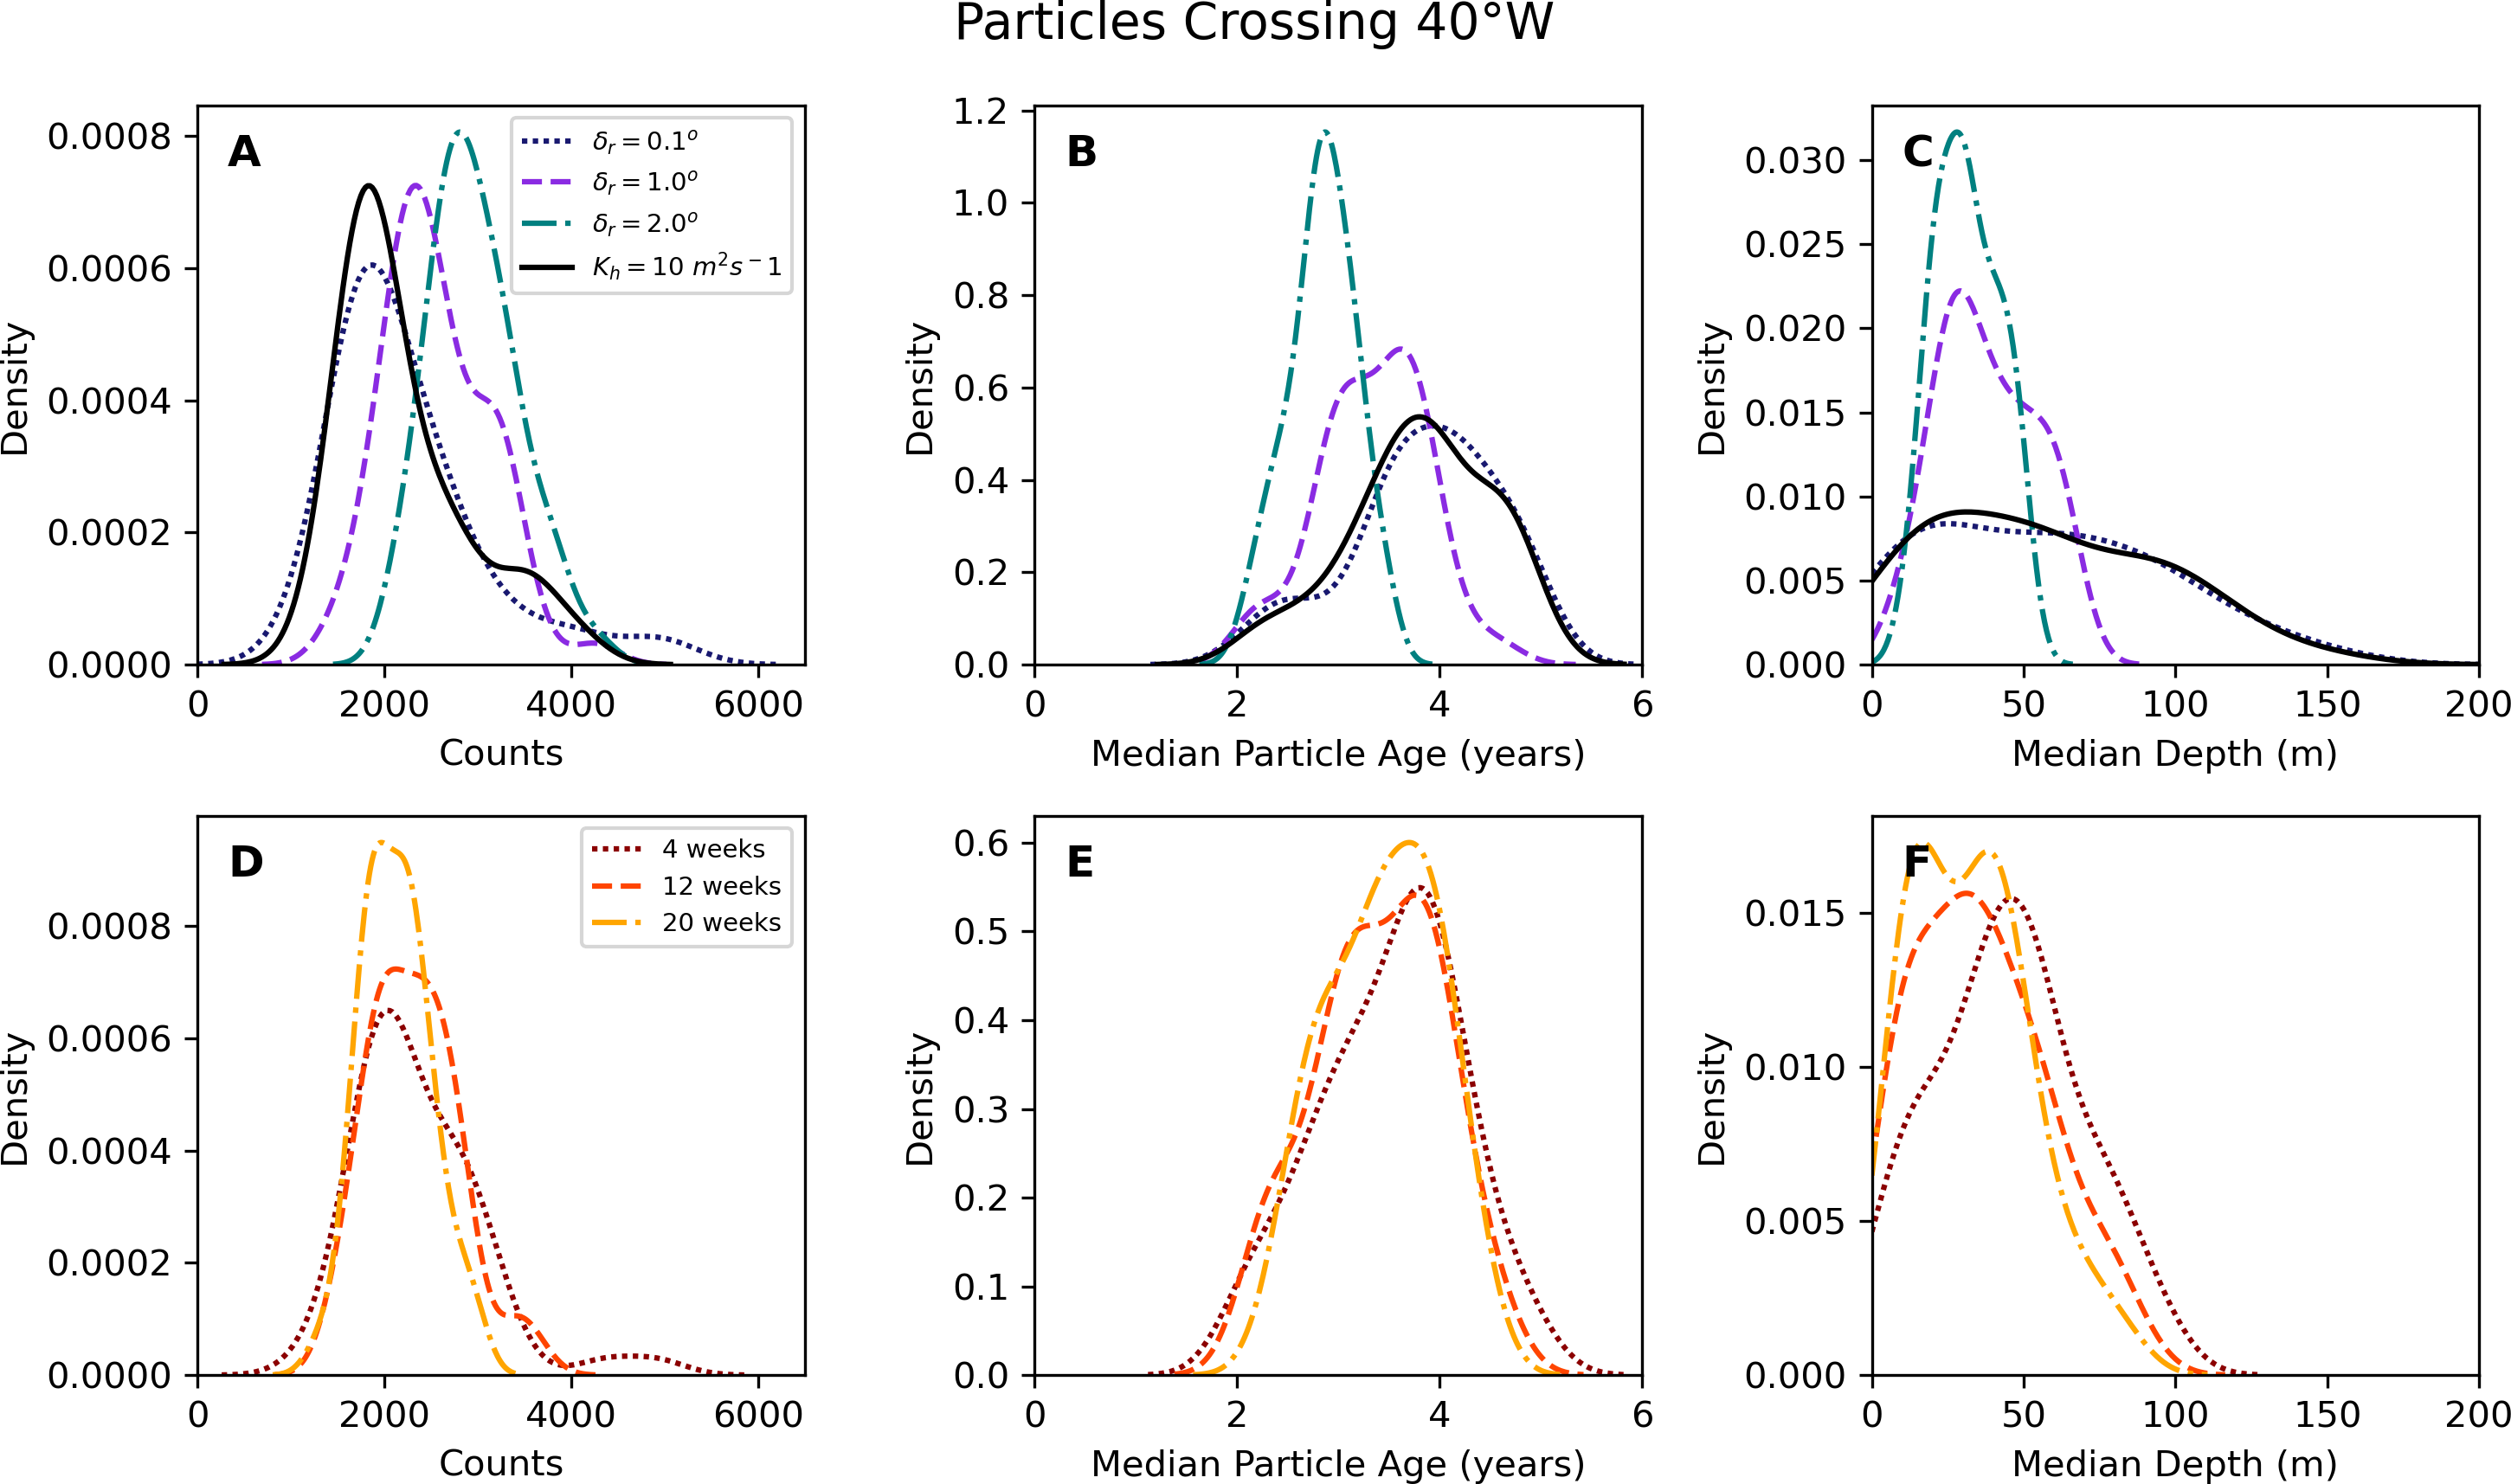 Particles Crossing 40°W
A
δr = 0.1°
δr = 1.0°
δr = 2.0°
Kh = 10 m²s⁻1
Density
0.0008
0.0006
0.0004
0.0002
0.0000
0 2000 4000 6000
Counts
B
Density
1.2
1.0
0.8
0.6
0.4
0.2
0.0
0 2 4 6
Median Particle Age (years)
C
Density
0.030
0.025
0.020
0.015
0.010
0.005
0.000
0 50 100 150 200
Median Depth (m)
D
4 weeks
12 weeks
20 weeks
Density
0.0008
0.0006
0.0004
0.0002
0.0000
0 2000 4000 6000
Counts
E
Density
0.6
0.5
0.4
0.3
0.2
0.1
0.0
0 2 4 6
Median Particle Age (years)
F
Density
0.015
0.010
0.005
0.000
0 50 100 150 200
Median Depth (m)